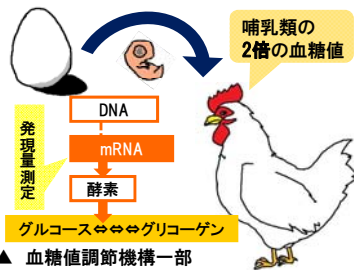 哺乳類の
2倍の血糖値
DNA
mRNA
発現量測定
酵素
グルコース⇔⇔⇔グリコーゲン
▲ 血糖値調節機構一部